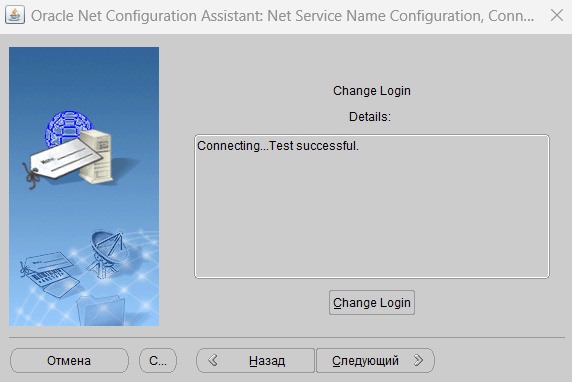 Oracle Net Configuration Assistant: Net Service Name Configuration, Conn...
Change Login
Details:
Connecting...Test successful.
Change Login
Отмена
С...
Назад
Следующий